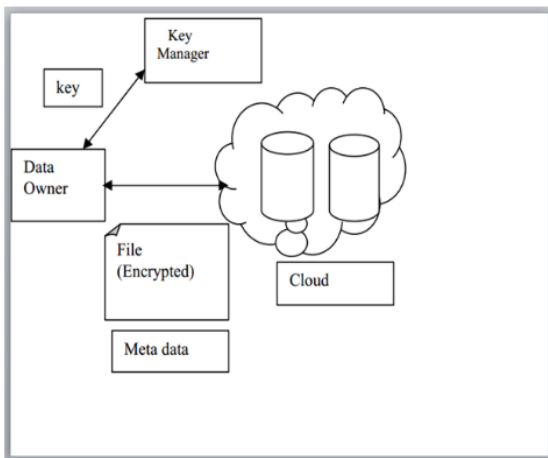 Key
Manager
key
Data
Owner
File
(Encrypted)
Cloud
Meta data